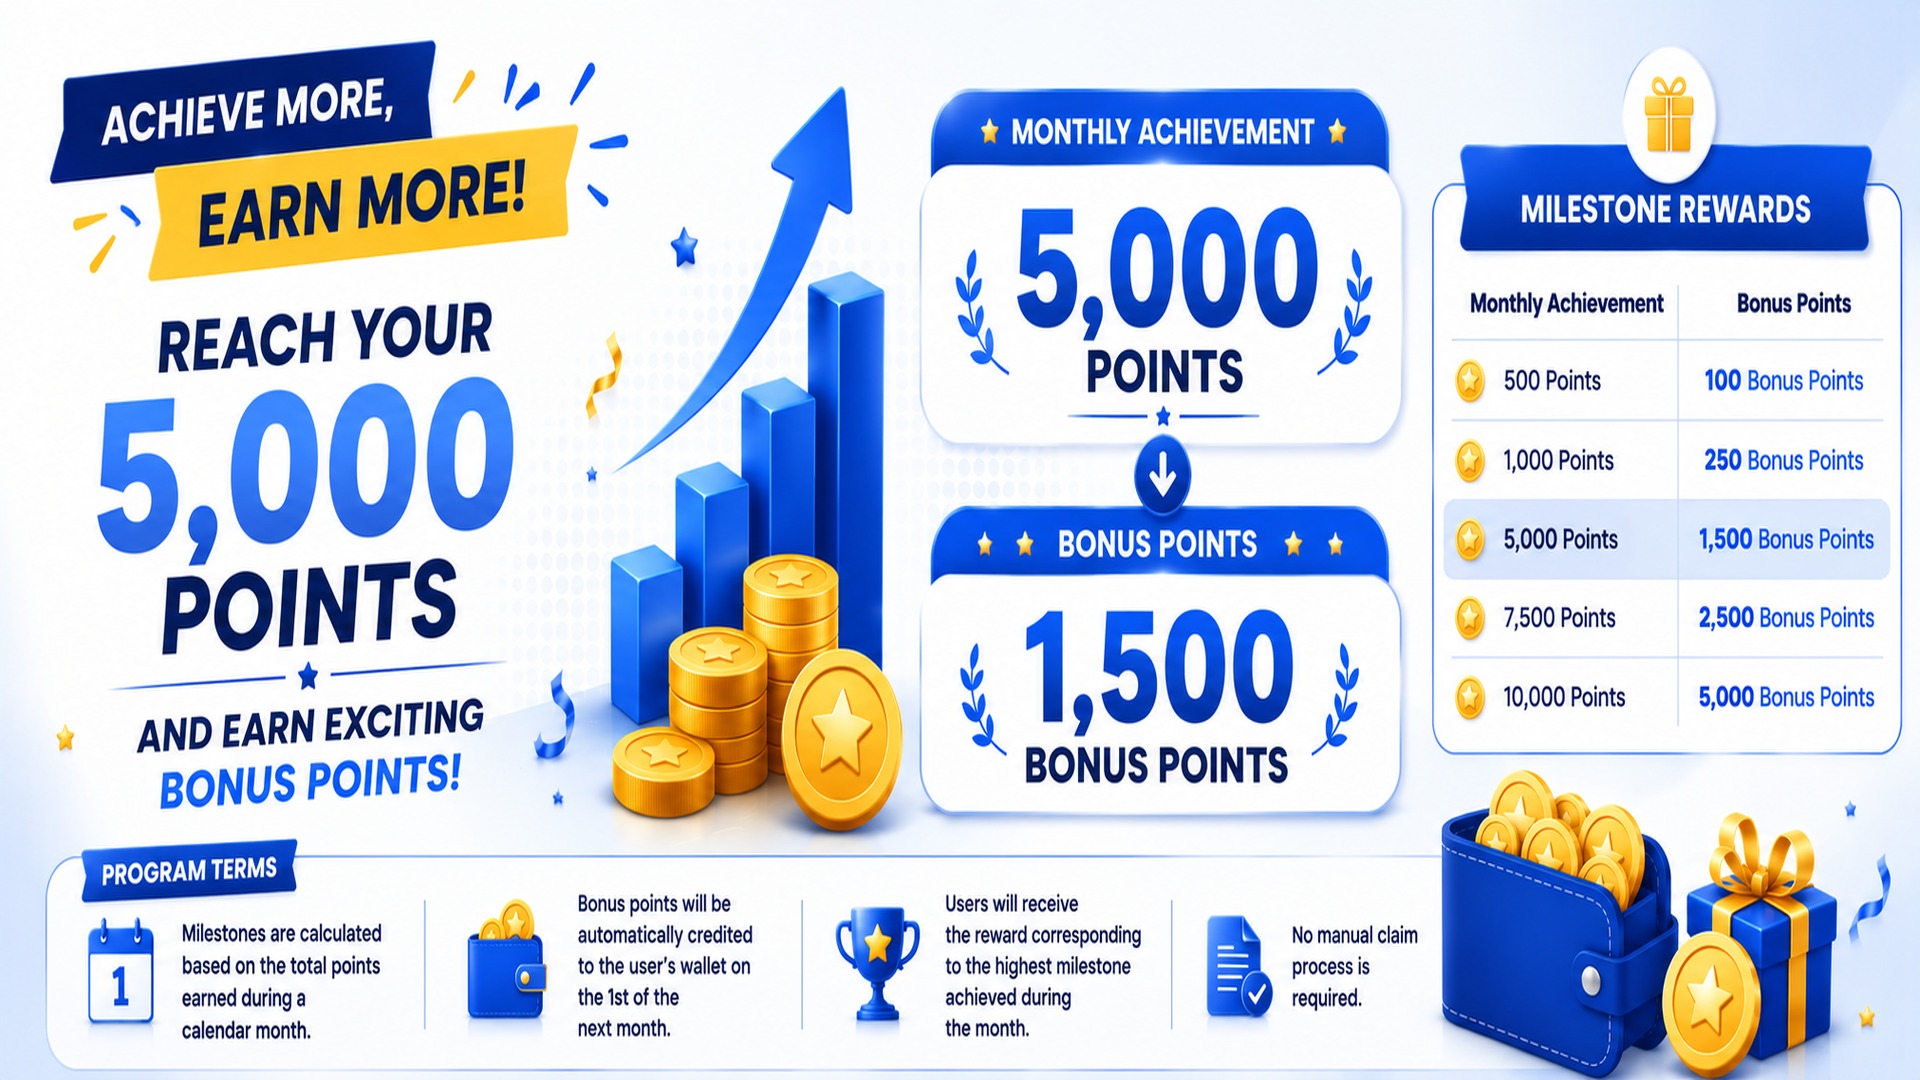 ACHIEVE MORE,
EARN MORE!
REACH YOUR
5,000
POINTS
AND EARN EXCITING
BONUS POINTS!
MONTHLY ACHIEVEMENT
5,000
POINTS
BONUS POINTS
1,500
BONUS POINTS
MILESTONE REWARDS
Monthly Achievement Bonus Points
500 Points 100 Bonus Points
1,000 Points 250 Bonus Points
5,000 Points 1,500 Bonus Points
7,500 Points 2,500 Bonus Points
10,000 Points 5,000 Bonus Points
PROGRAM TERMS
1
Milestones are calculated
based on the total points
earned during a
calendar month.
Bonus points will be
automatically credited
to the user's wallet on
the 1st of the
next month.
Users will receive
the reward corresponding
to the highest milestone
achieved during
the month.
No manual claim
process is
required.